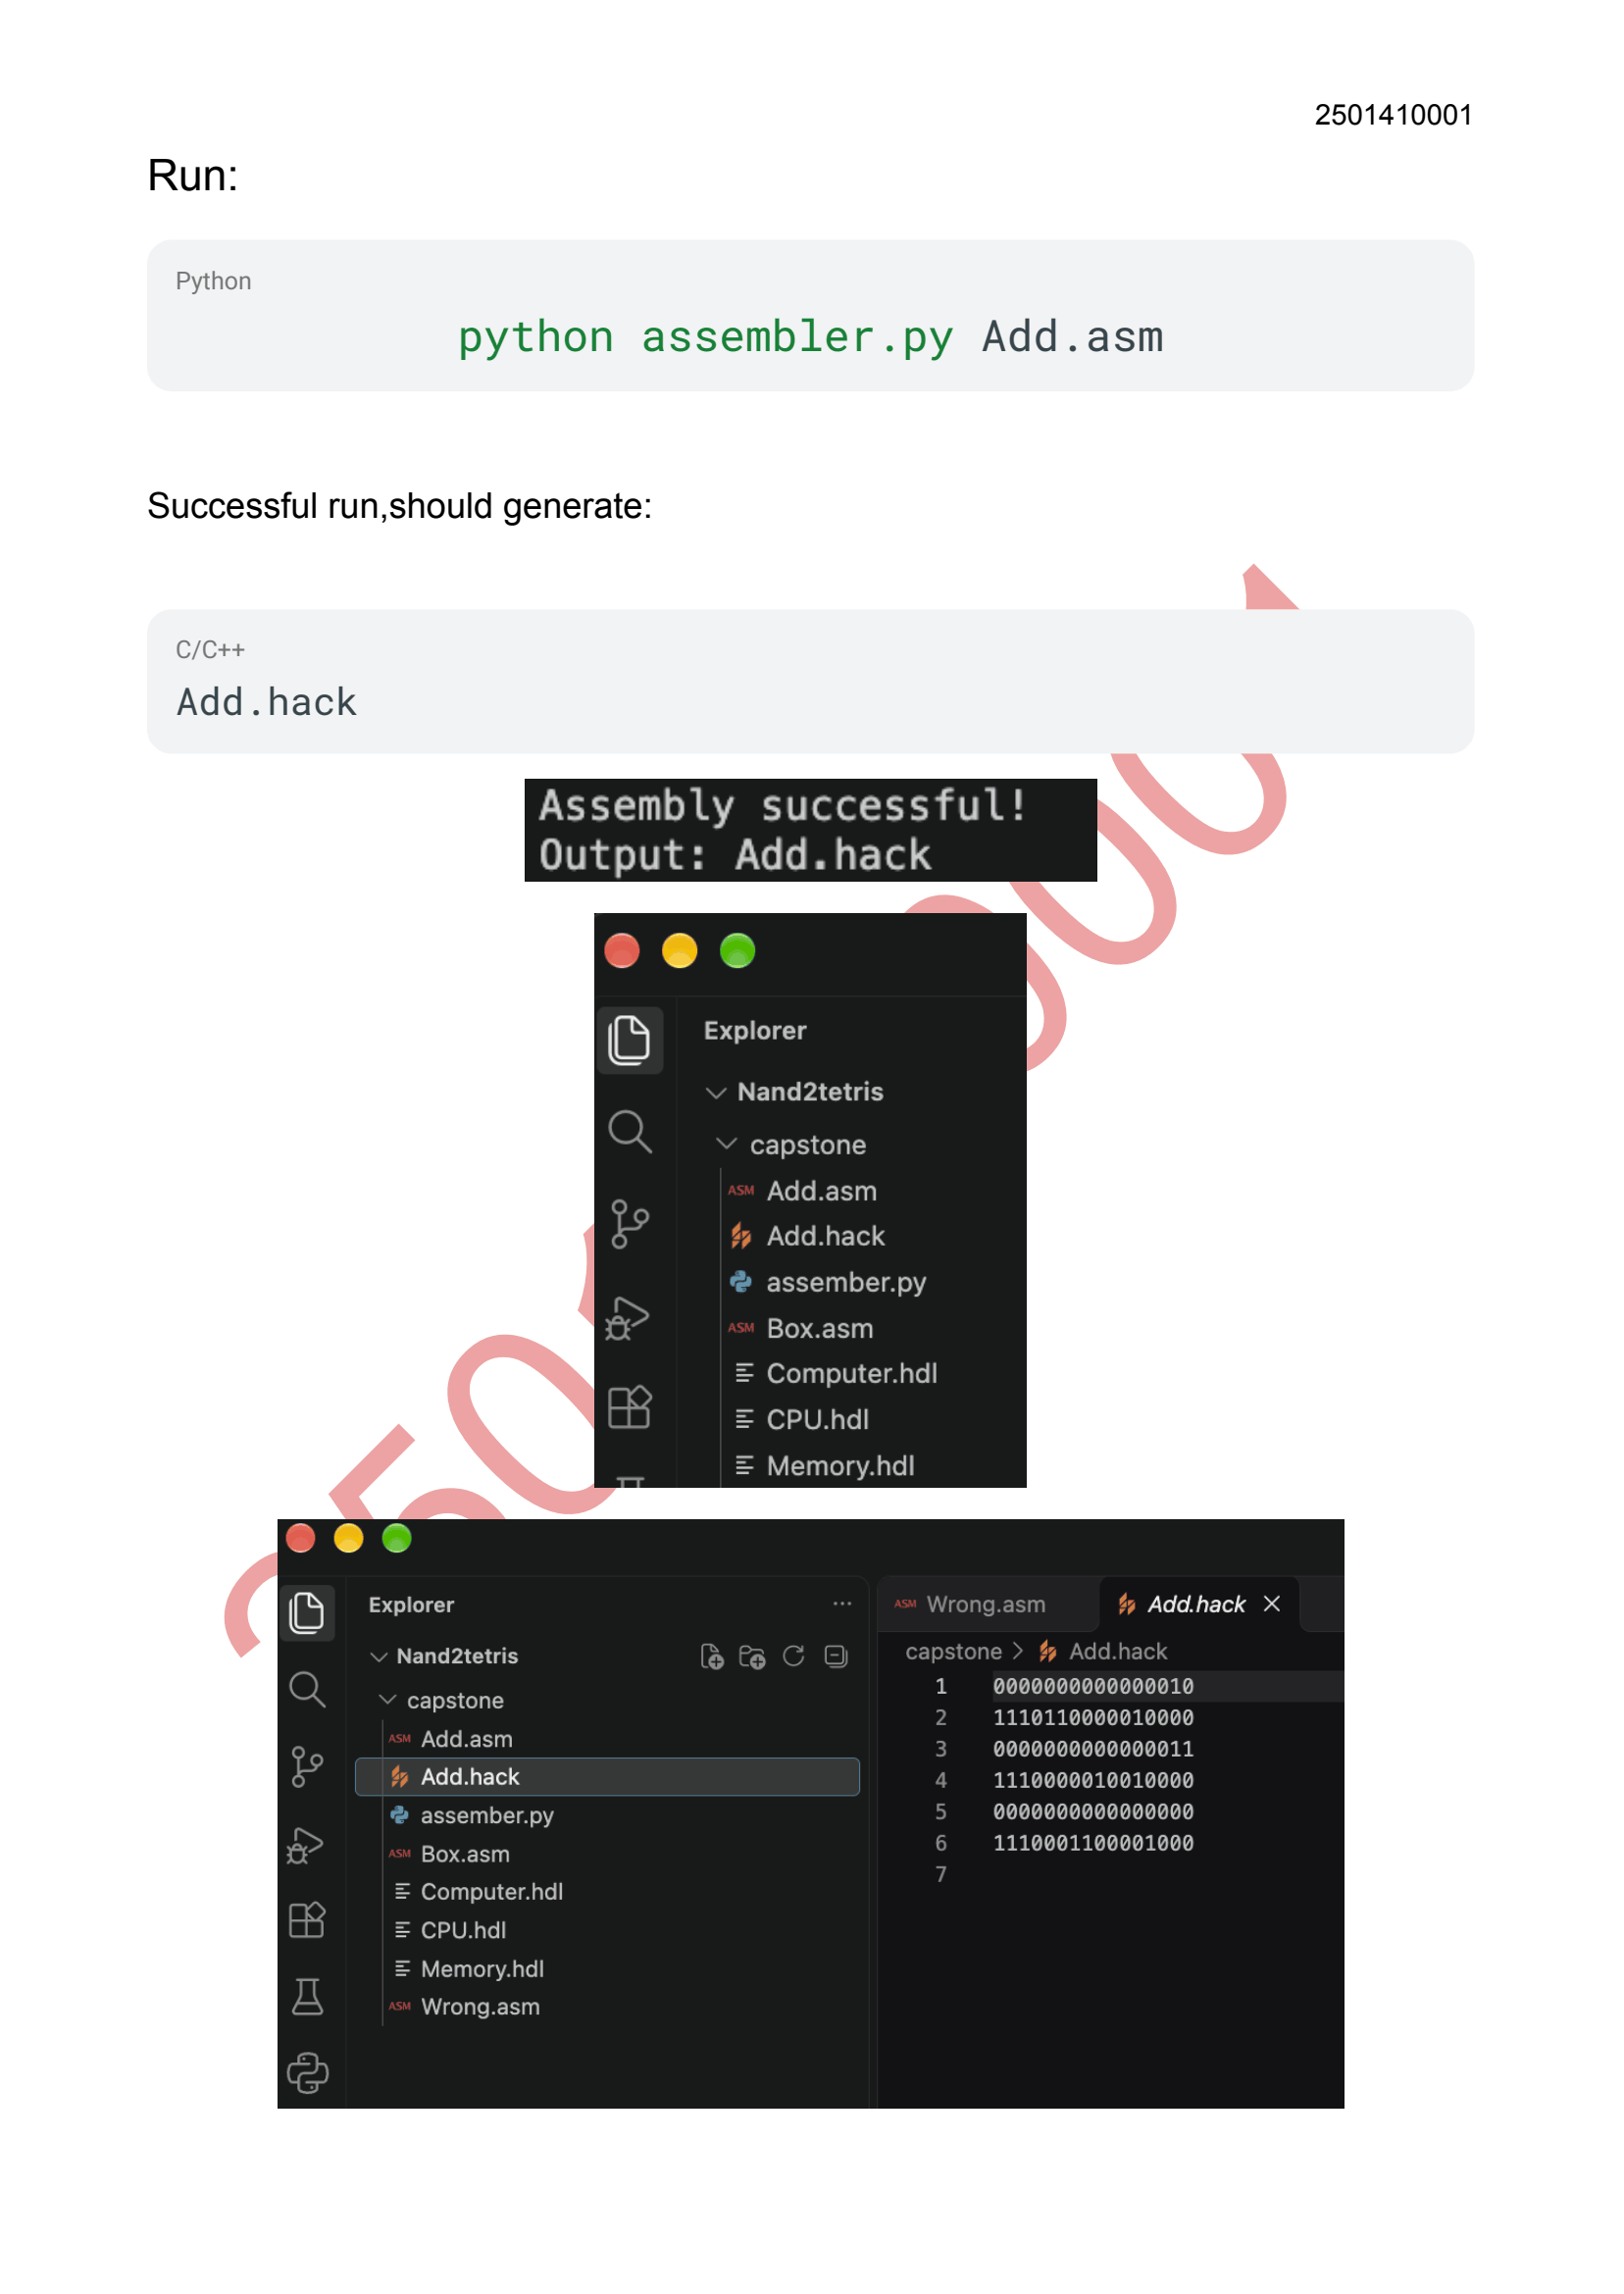 2501410001
Run:
Python
python assembler.py Add.asm
Successful run,should generate:
C/C++
Add.hack
Assembly successful!
Output: Add.hack
Explorer
Nand2tetris
capstone
ASM Add.asm
Add.hack
assember.py
ASM Box.asm
Computer.hdl
CPU.hdl
Memory.hdl
Explorer
Nand2tetris
capstone
ASM Add.asm
Add.hack
assember.py
ASM Box.asm
Computer.hdl
CPU.hdl
Memory.hdl
ASM Wrong.asm
ASM Wrong.asm Add.hack
capstone > Add.hack
1 0000000000000010
2 1110110000010000
3 0000000000000011
4 1110000010010000
5 0000000000000000
6 1110001100001000
7